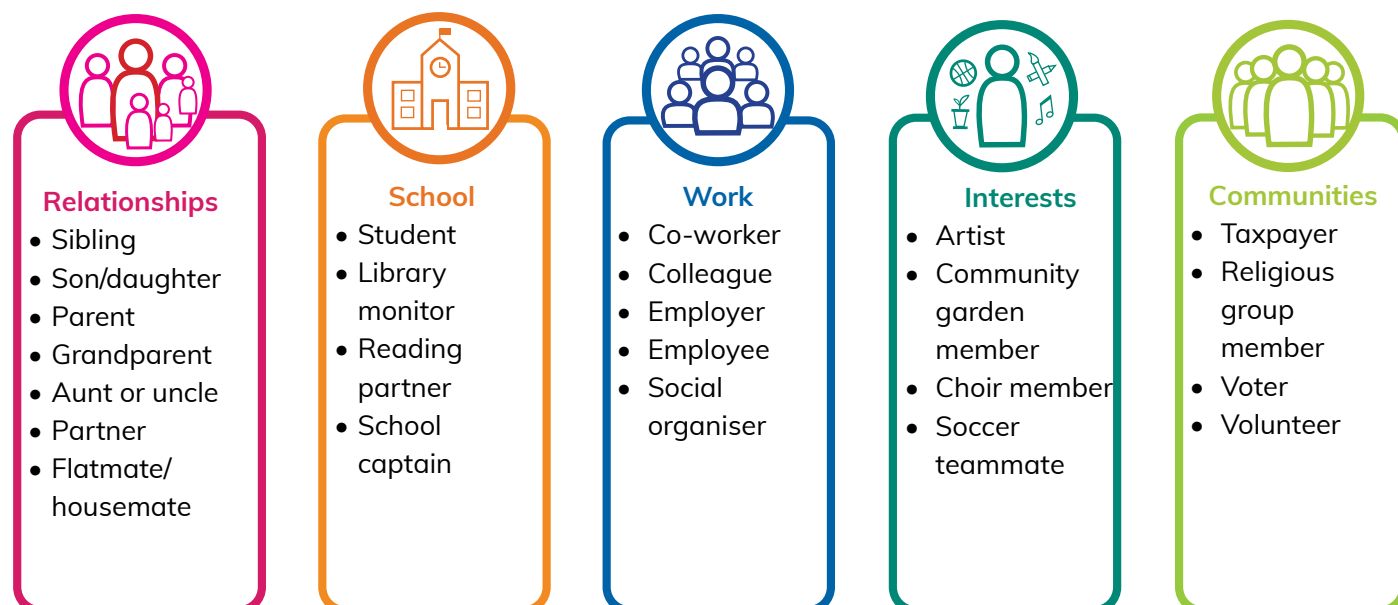 Relationships
• Sibling
• Son/daughter
• Parent
• Grandparent
• Aunt or uncle
• Partner
• Flatmate/
housemate
School
• Student
• Library
monitor
• Reading
partner
• School
captain
Work
• Co-worker
• Colleague
• Employer
• Employee
• Social
organiser
Interests
• Artist
• Community
garden
member
• Choir member
• Soccer
teammate
Communities
• Taxpayer
• Religious
group
member
• Voter
• Volunteer